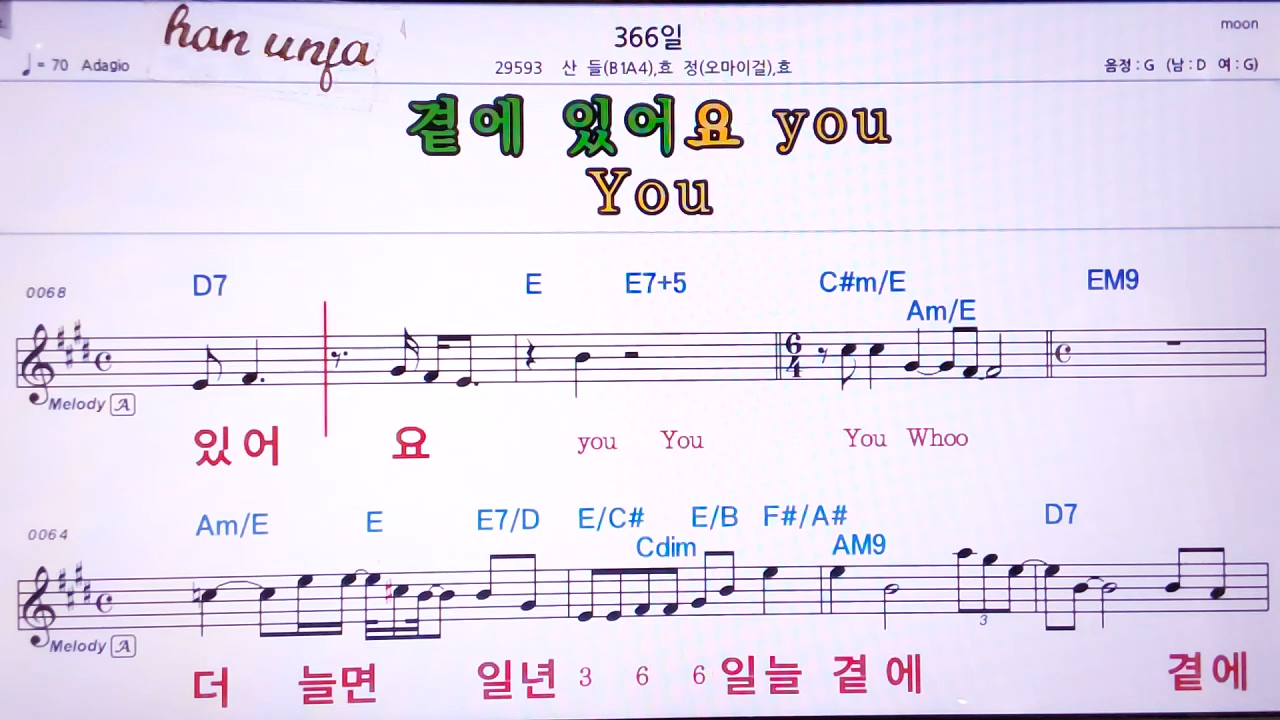 han unja
366일
moon
♩ = 70 Adagio
29593 산 들(B1A4),효 정(오마이걸),효
음정 : G (남 : D 여 : G)
곁에 있어요 you
You
0068
D7 E E7+5 C#m/E Am/E EM9
6/4
Melody A
있어 요 you You You Whoo
0064
Am/E E E7/D E/C# Cdim E/B F#/A# AM9 D7
3
Melody A
더 늘면 일년 3 6 6 일늘 곁에 곁에